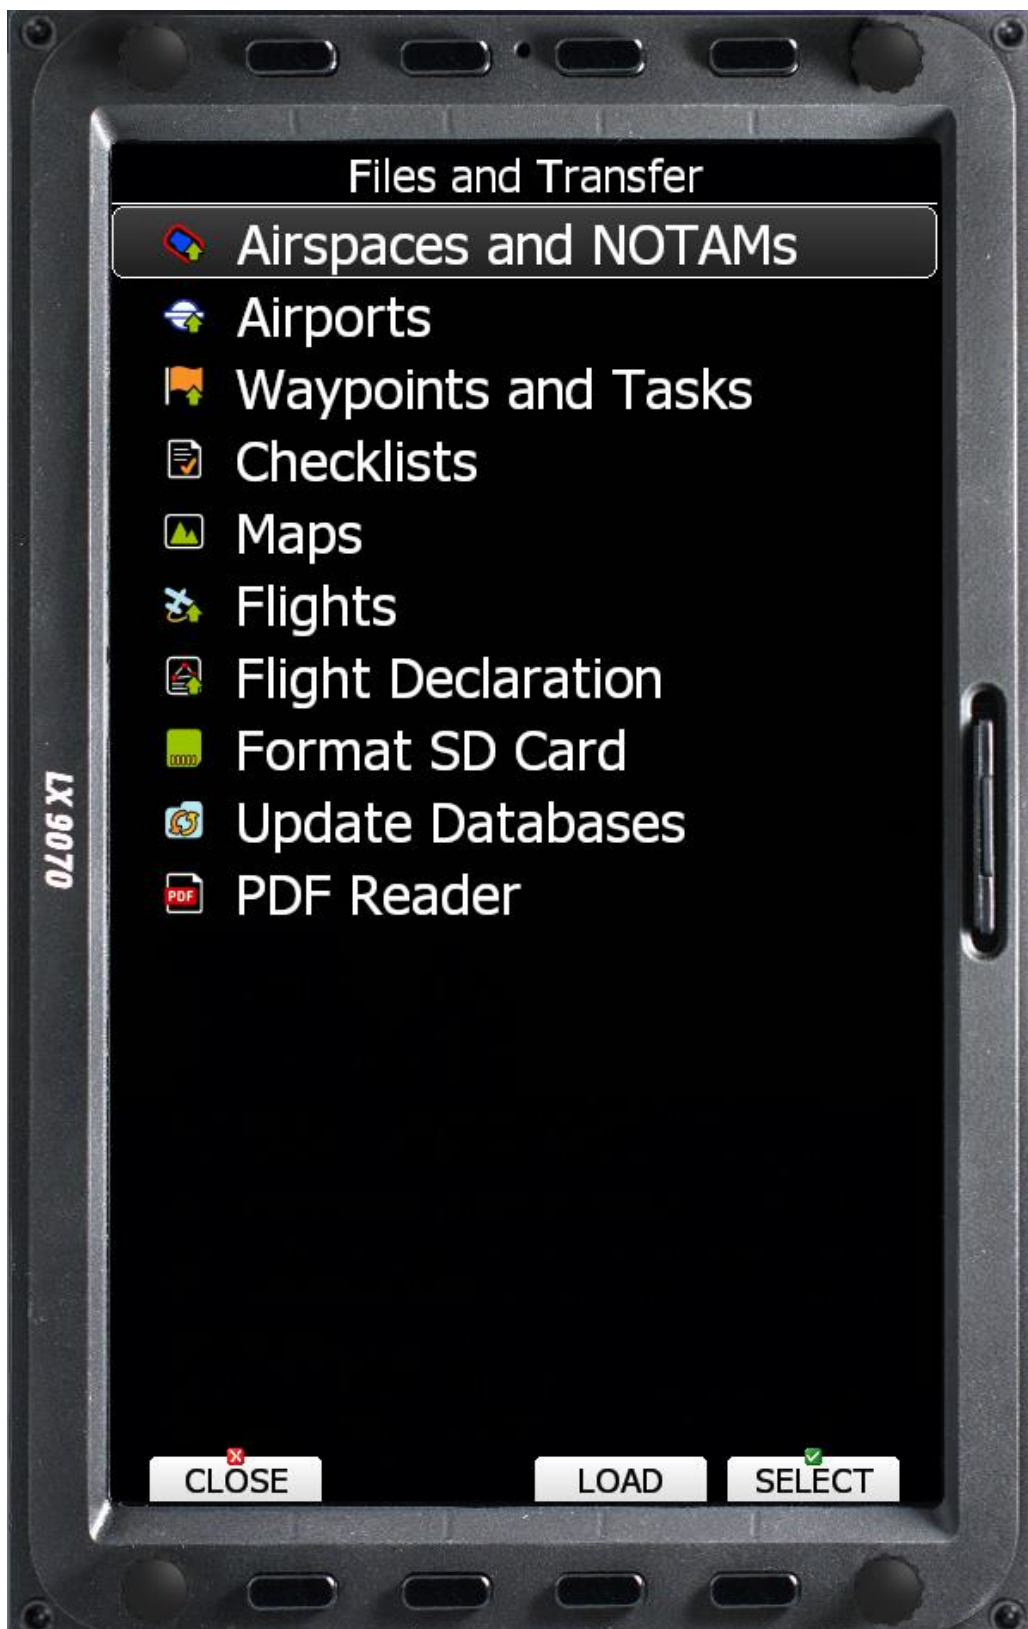 Files and Transfer
Airspaces and NOTAMs
Airports
Waypoints and Tasks
Checklists
Maps
Flights
Flight Declaration
Format SD Card
Update Databases
PDF
PDF Reader
LX 9070
CLOSE
LOAD
SELECT